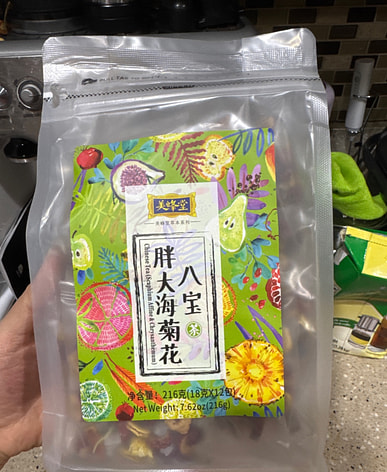 美峰堂
八宝茶
胖大海菊花
Chinese Tea (Scaphium Affine & Chrysanthemum)
净含量：216克(18克X12包)
Net Weight: 7.62oz(216g)